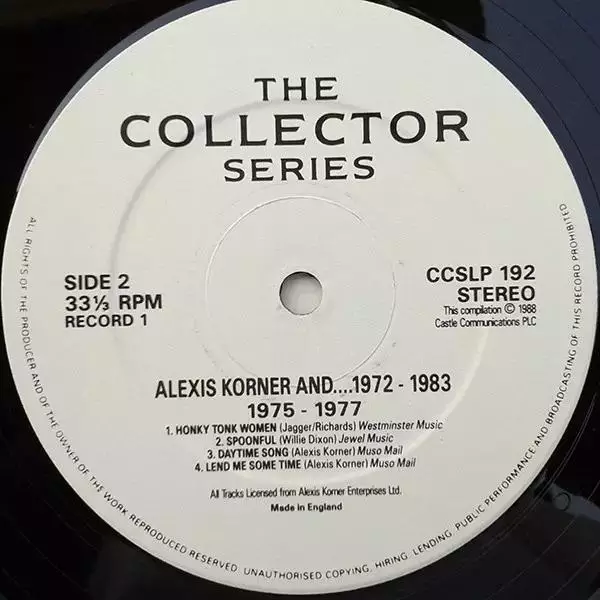 THE
COLLECTOR
SERIES
SIDE 2
33⅓ RPM
RECORD 1
CCSLP 192
STEREO
This compilation © 1988
Castle Communications PLC
ALEXIS KORNER AND....1972 - 1983
1975 - 1977
1. HONKY TONK WOMEN (Jagger/Richards) Westminster Music
2. SPOONFUL (Willie Dixon) Jewel Music
3. DAYTIME SONG (Alexis Korner) Muso Mail
4. LEND ME SOME TIME (Alexis Korner) Muso Mail
All Tracks Licensed from Alexis Korner Enterprises Ltd.
Made in England
ALL RIGHTS OF THE PRODUCER AND OF THE OWNER OF THE WORK REPRODUCED RESERVED. UNAUTHORISED COPYING, HIRING, LENDING, PUBLIC PERFORMANCE AND BROADCASTING OF THIS RECORD PROHIBITED